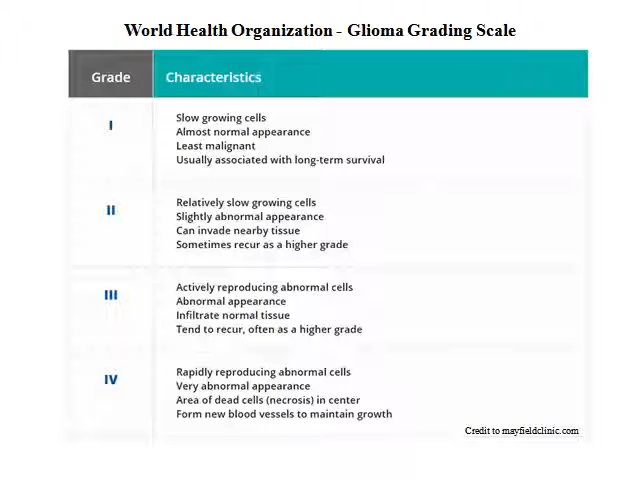 World Health Organization - Glioma Grading Scale
Grade Characteristics
I
Slow growing cells
Almost normal appearance
Least malignant
Usually associated with long-term survival
II
Relatively slow growing cells
Slightly abnormal appearance
Can invade nearby tissue
Sometimes recur as a higher grade
III
Actively reproducing abnormal cells
Abnormal appearance
Infiltrate normal tissue
Tend to recur, often as a higher grade
IV
Rapidly reproducing abnormal cells
Very abnormal appearance
Area of dead cells (necrosis) in center
Form new blood vessels to maintain growth
Credit to mayfieldclinic.com